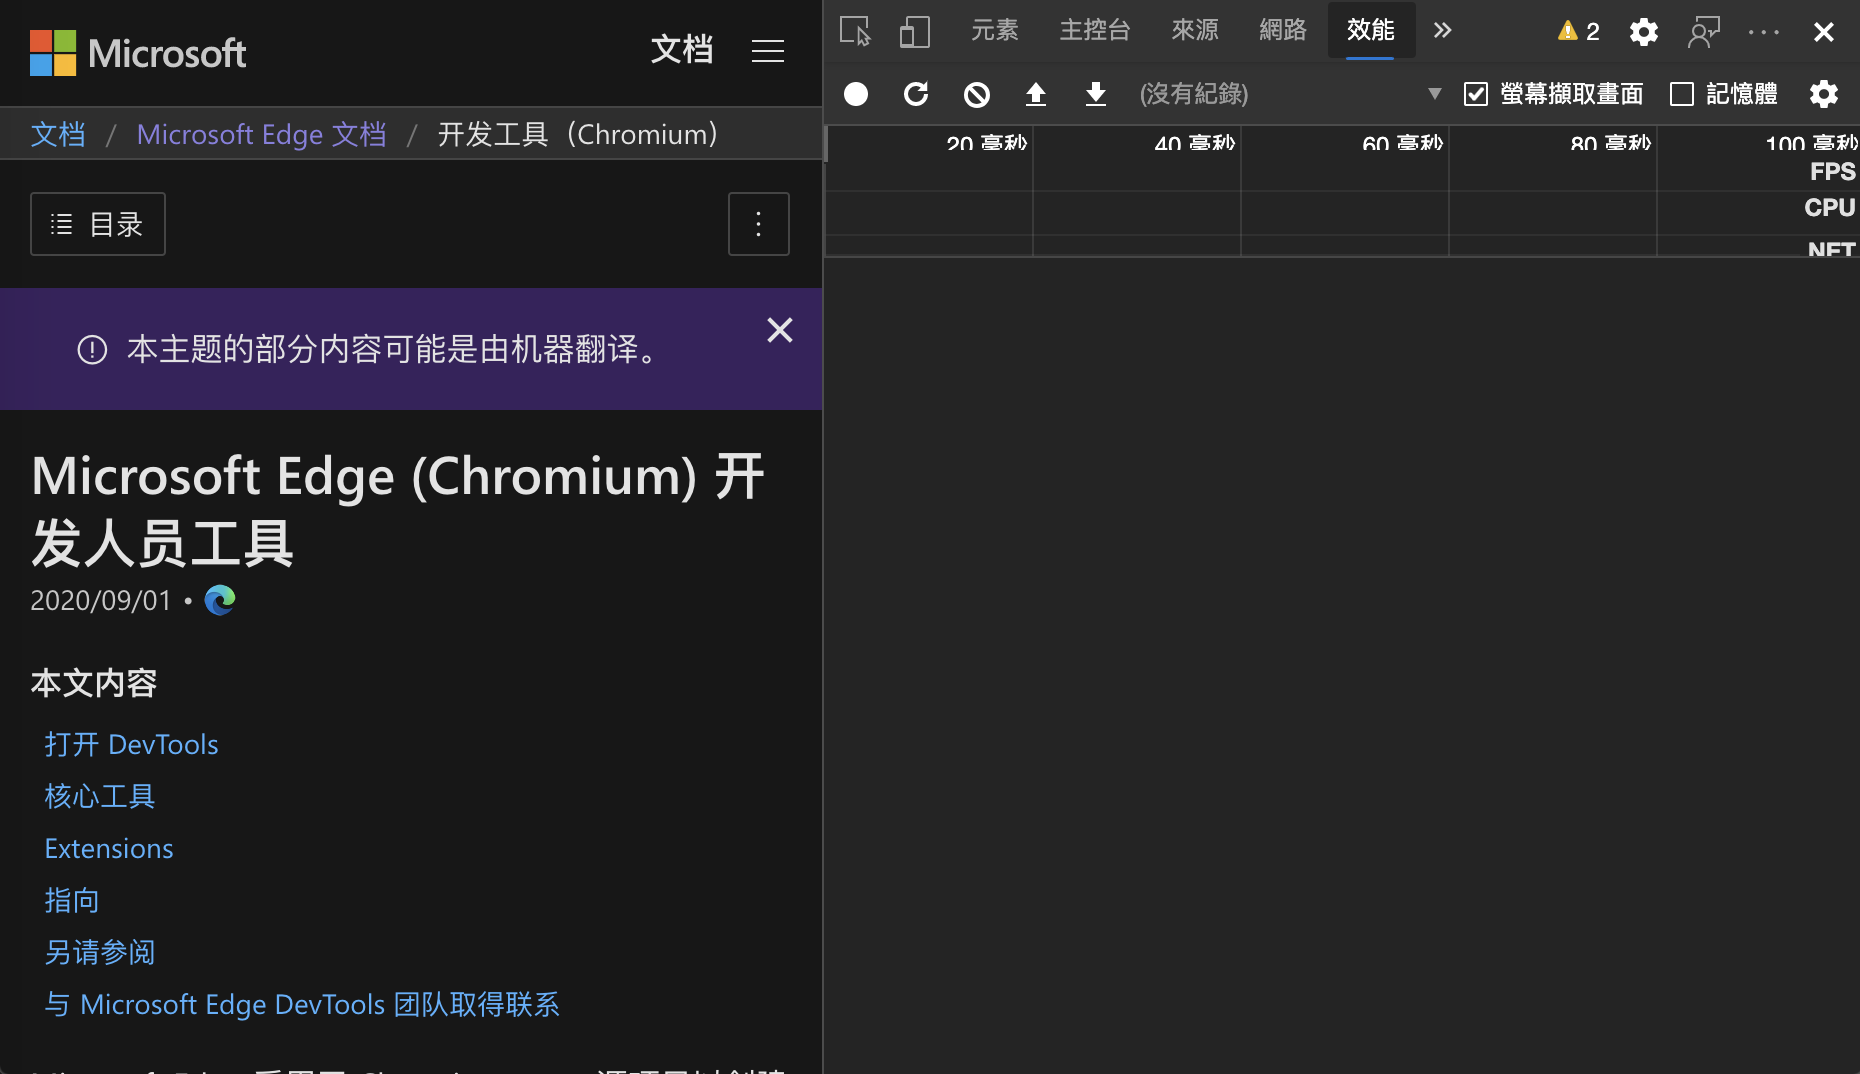 Microsoft
文档
文档 / Microsoft Edge 文档 / 开发工具（Chromium）
目录
本主题的部分内容可能是由机器翻译。
Microsoft Edge (Chromium) 开
发人员工具
2020/09/01 •
本文内容
打开 DevTools
核心工具
Extensions
指向
另请参阅
与 Microsoft Edge DevTools 团队取得联系
元素 主控台 來源 網路 效能 2
(沒有紀錄) 螢幕擷取畫面 記憶體
20 毫秒 40 毫秒 60 毫秒 80 毫秒 100 毫秒
FPS
CPU
NET